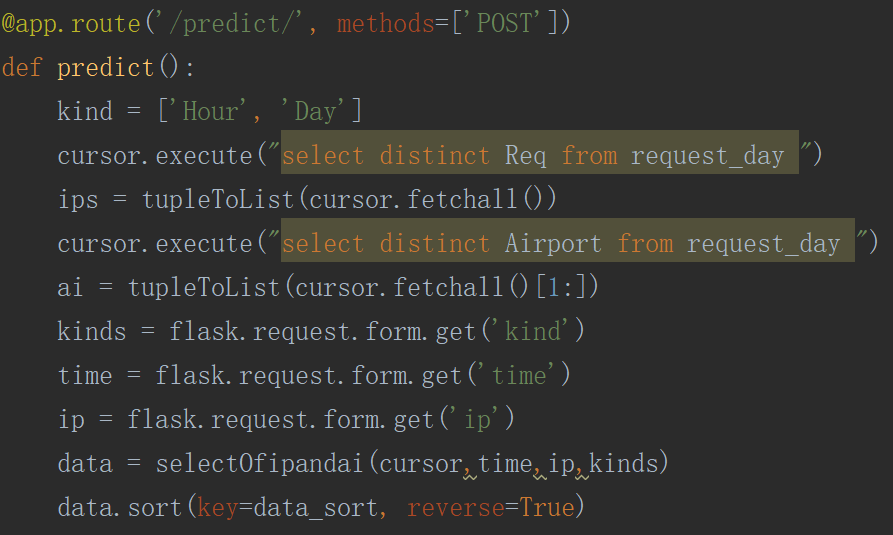 @app.route('/predict/', methods=['POST'])
def predict():
    kind = ['Hour', 'Day']
    cursor.execute("select distinct Req from request_day ")
    ips = tupleToList(cursor.fetchall())
    cursor.execute("select distinct Airport from request_day ")
    ai = tupleToList(cursor.fetchall()[1:])
    kinds = flask.request.form.get('kind')
    time = flask.request.form.get('time')
    ip = flask.request.form.get('ip')
    data = selectOfipandai(cursor,time,ip,kinds)
    data.sort(key=data_sort, reverse=True)